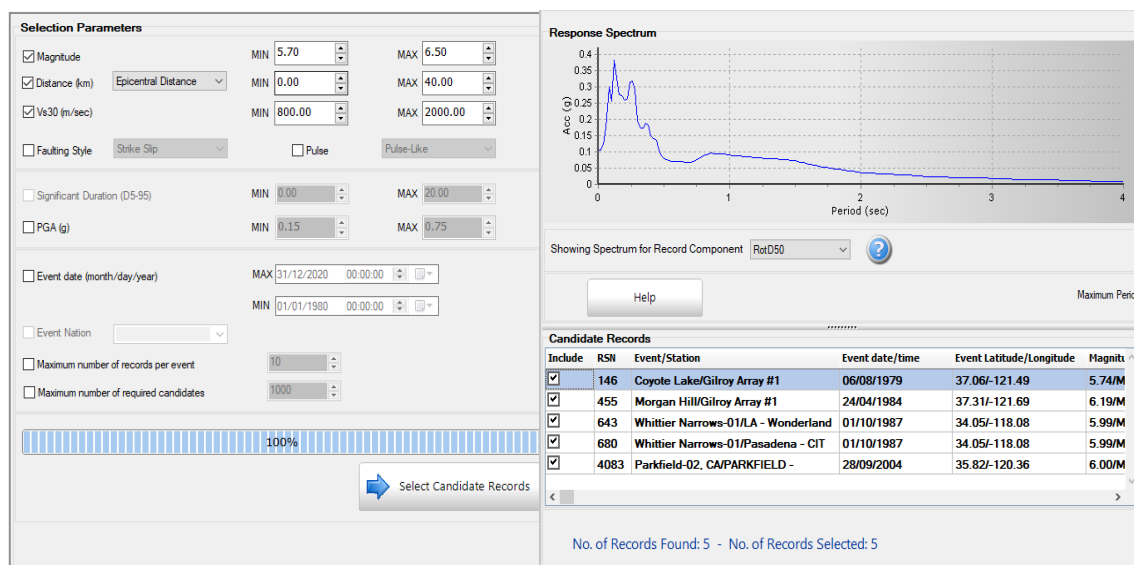 Selection Parameters
Magnitude MIN 5.70 MAX 6.50
Distance (km) Epicentral Distance MIN 0.00 MAX 40.00
Vs30 (m/sec) MIN 800.00 MAX 2000.00
Faulting Style Strike Slip Pulse Pulse-Like
Significant Duration (D5-95) MIN 0.00 MAX 20.00
PGA (g) MIN 0.15 MAX 0.75
Event date (month/day/year) MAX 31/12/2020 00:00:00
MIN 01/01/1980 00:00:00
Event Nation
Maximum number of records per event 10
Maximum number of required candidates 1000
100%
Select Candidate Records
Response Spectrum
Acc (g)
0.4
0.35
0.3
0.25
0.2
0.15
0.1
0.05
0
0 1 2 3 4
Period (sec)
Showing Spectrum for Record Component RotD50 ?
Help Maximum Perio
Candidate Records
Include RSN Event/Station Event date/time Event Latitude/Longitude Magnitu
146 Coyote Lake/Gilroy Array #1 06/08/1979 37.06/-121.49 5.74/M
455 Morgan Hill/Gilroy Array #1 24/04/1984 37.31/-121.69 6.19/M
643 Whittier Narrows-01/LA - Wonderland 01/10/1987 34.05/-118.08 5.99/M
680 Whittier Narrows-01/Pasadena - CIT 01/10/1987 34.05/-118.08 5.99/M
4083 Parkfield-02, CA/PARKFIELD - 28/09/2004 35.82/-120.36 6.00/M
No. of Records Found: 5 - No. of Records Selected: 5